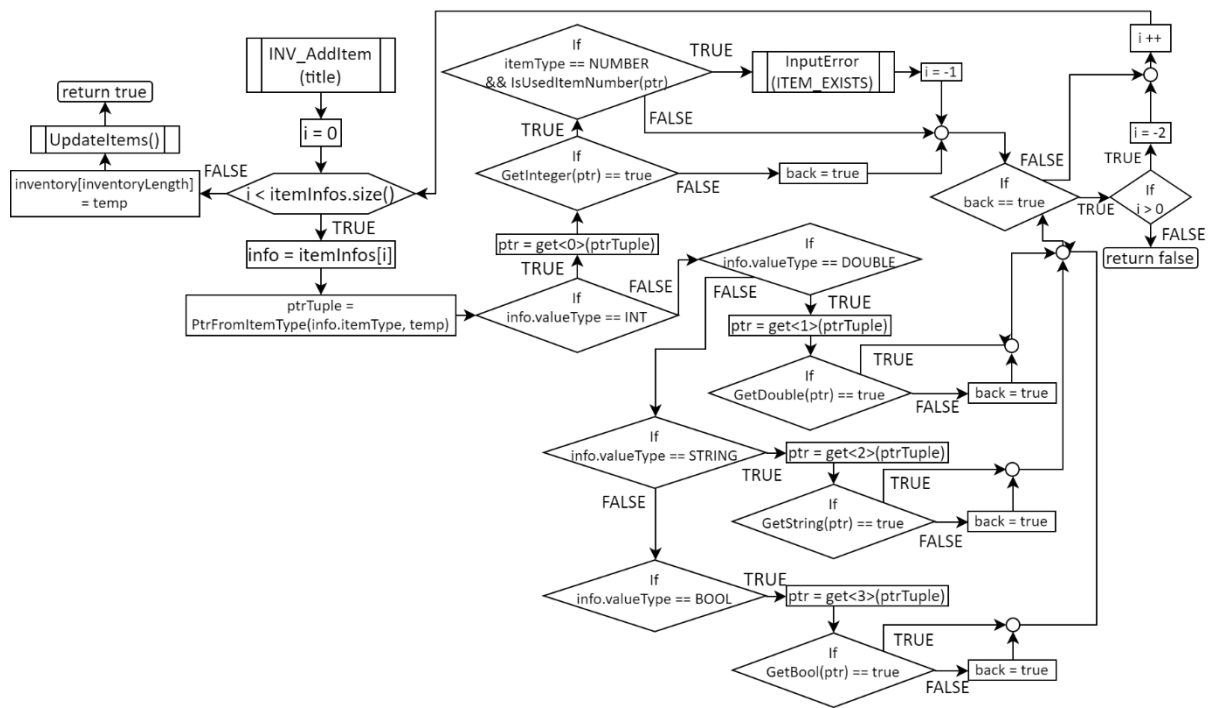 INV_AddItem
(title)
i = 0
i < itemInfos.size()
FALSE
inventory[inventoryLength]
= temp
UpdateItems()
return true
TRUE
info = itemInfos[i]
ptrTuple =
PtrFromItemType(info.itemType, temp)
If
info.valueType == INT
TRUE
ptr = get<0>(ptrTuple)
If
GetInteger(ptr) == true
TRUE
If
itemType == NUMBER
&& IsUsedItemNumber(ptr)
TRUE
InputError
(ITEM_EXISTS)
i = -1
FALSE
FALSE
back = true
FALSE
If
info.valueType == DOUBLE
TRUE
ptr = get<1>(ptrTuple)
If
GetDouble(ptr) == true
TRUE
FALSE
back = true
FALSE
If
info.valueType == STRING
TRUE
ptr = get<2>(ptrTuple)
If
GetString(ptr) == true
TRUE
FALSE
back = true
FALSE
If
info.valueType == BOOL
TRUE
ptr = get<3>(ptrTuple)
If
GetBool(ptr) == true
TRUE
FALSE
back = true
If
back == true
FALSE
TRUE
If
i > 0
TRUE
i = -2
i ++
FALSE
return false